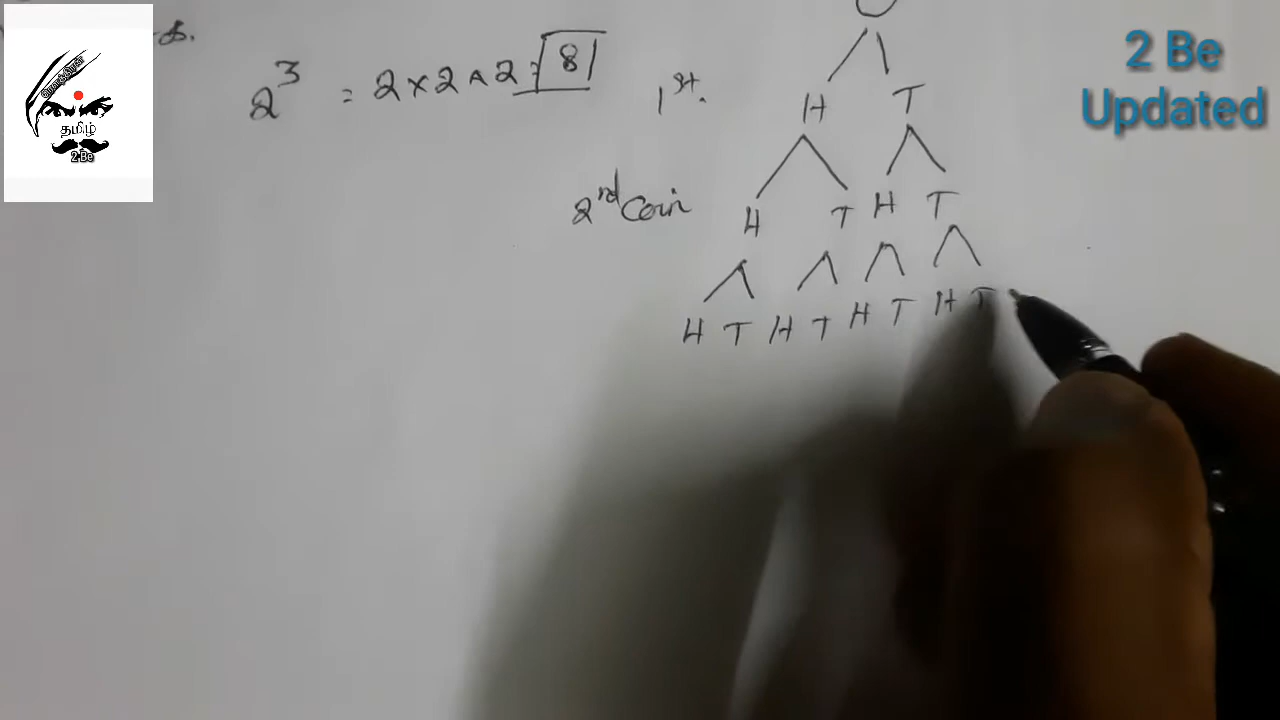 2³ = 2 × 2 × 2 = 8
1st.
H T
2nd Coin
H T H T
H T H T H T H T
தமிழ்
2 Be
2 Be
Updated